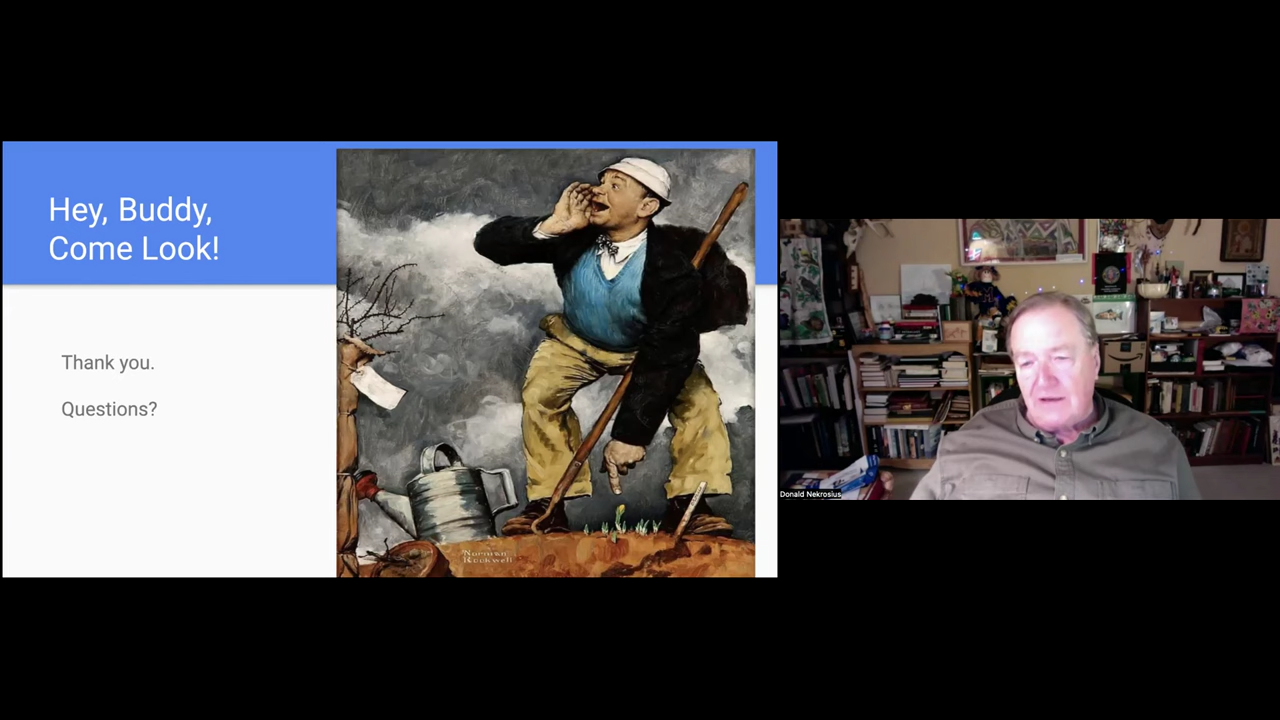 Hey, Buddy,
Come Look!
Thank you.
Questions?
Norman
Rockwell
Donald Nekrosius